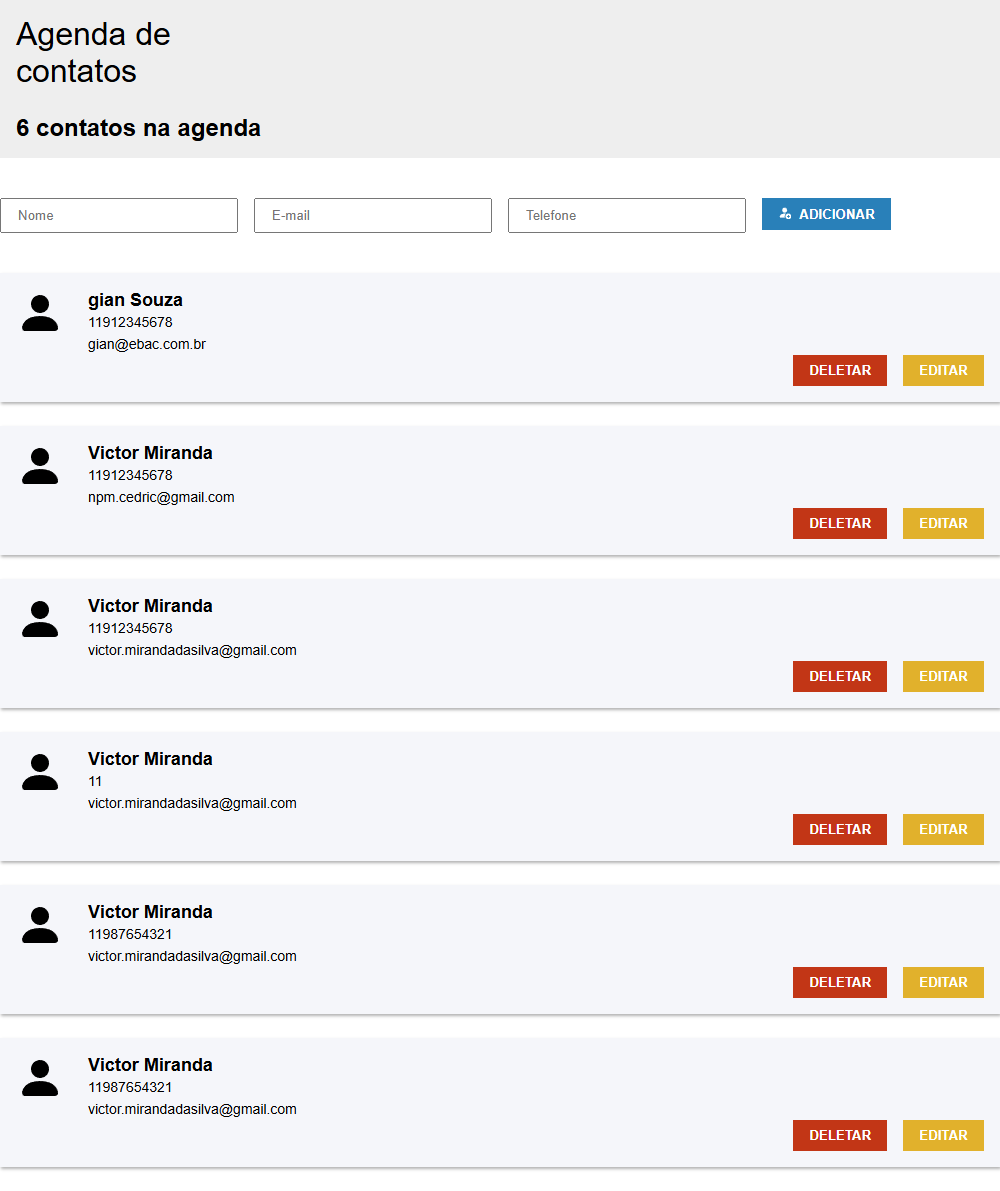 Agenda de
contatos
6 contatos na agenda
Nome E-mail Telefone ADICIONAR
gian Souza
11912345678
gian@ebac.com.br
DELETAR EDITAR
Victor Miranda
11912345678
npm.cedric@gmail.com
DELETAR EDITAR
Victor Miranda
11912345678
victor.mirandadasilva@gmail.com
DELETAR EDITAR
Victor Miranda
11
victor.mirandadasilva@gmail.com
DELETAR EDITAR
Victor Miranda
11987654321
victor.mirandadasilva@gmail.com
DELETAR EDITAR
Victor Miranda
11987654321
victor.mirandadasilva@gmail.com
DELETAR EDITAR